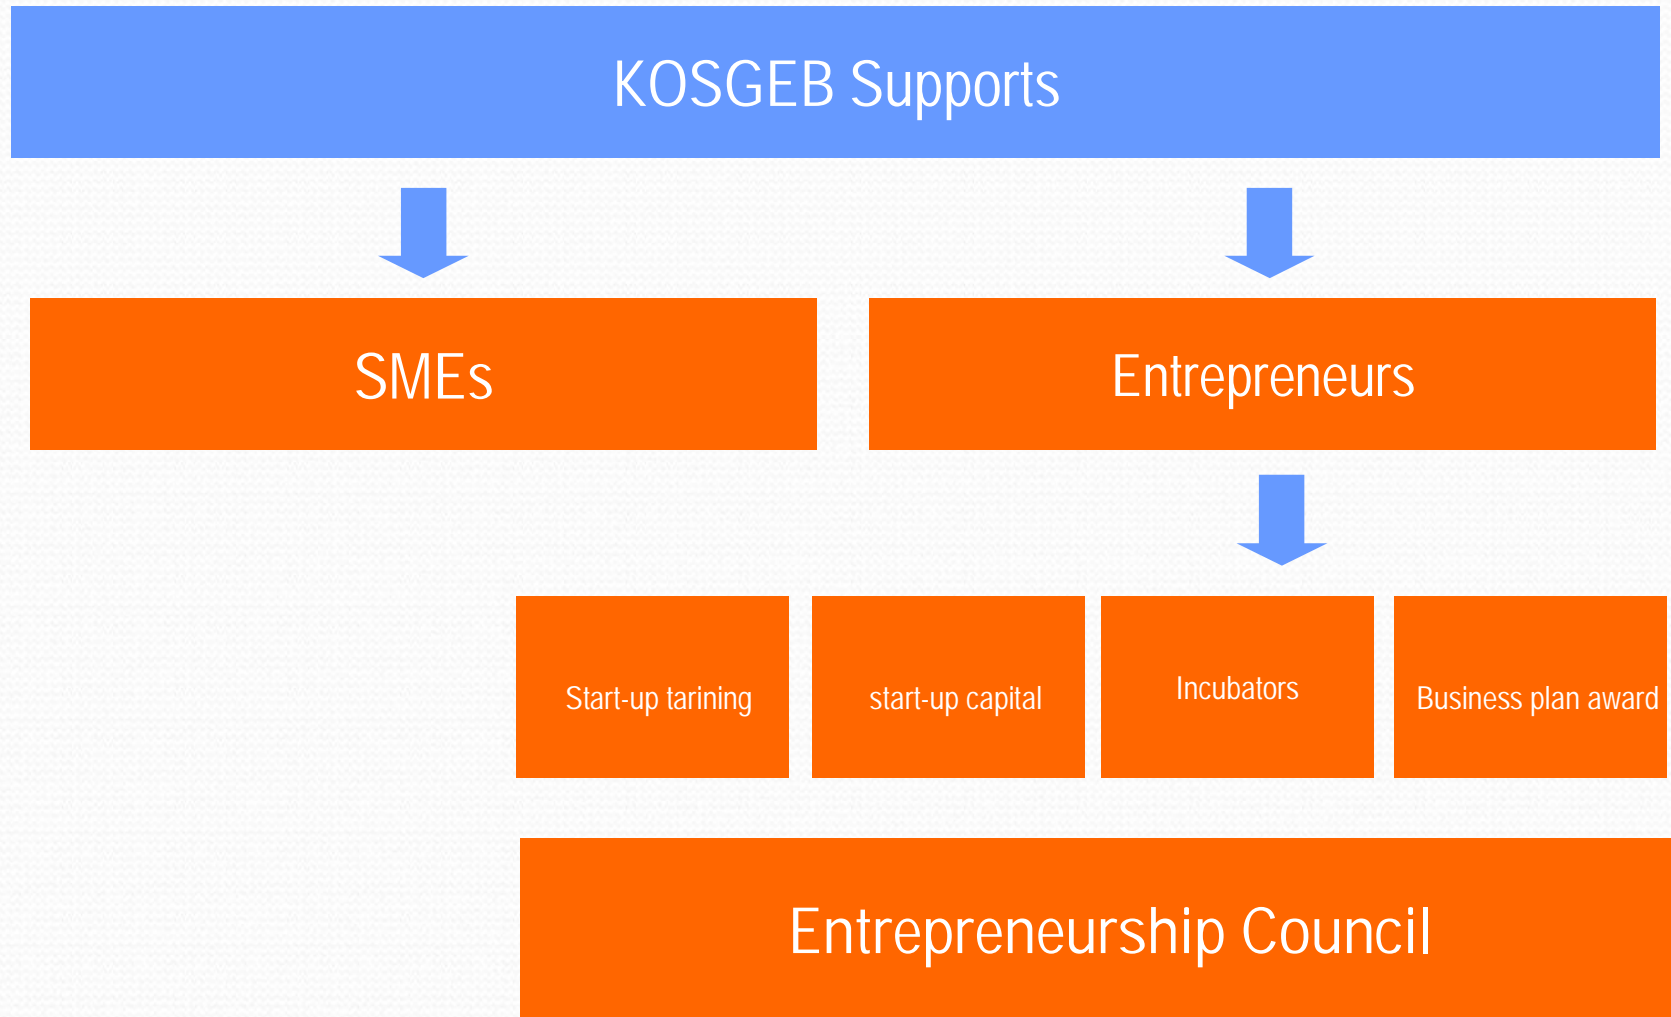 KOSGEB Supports
SMEs
Entrepreneurs
Start-up tarining
start-up capital
Incubators
Business plan award
Entrepreneurship Council